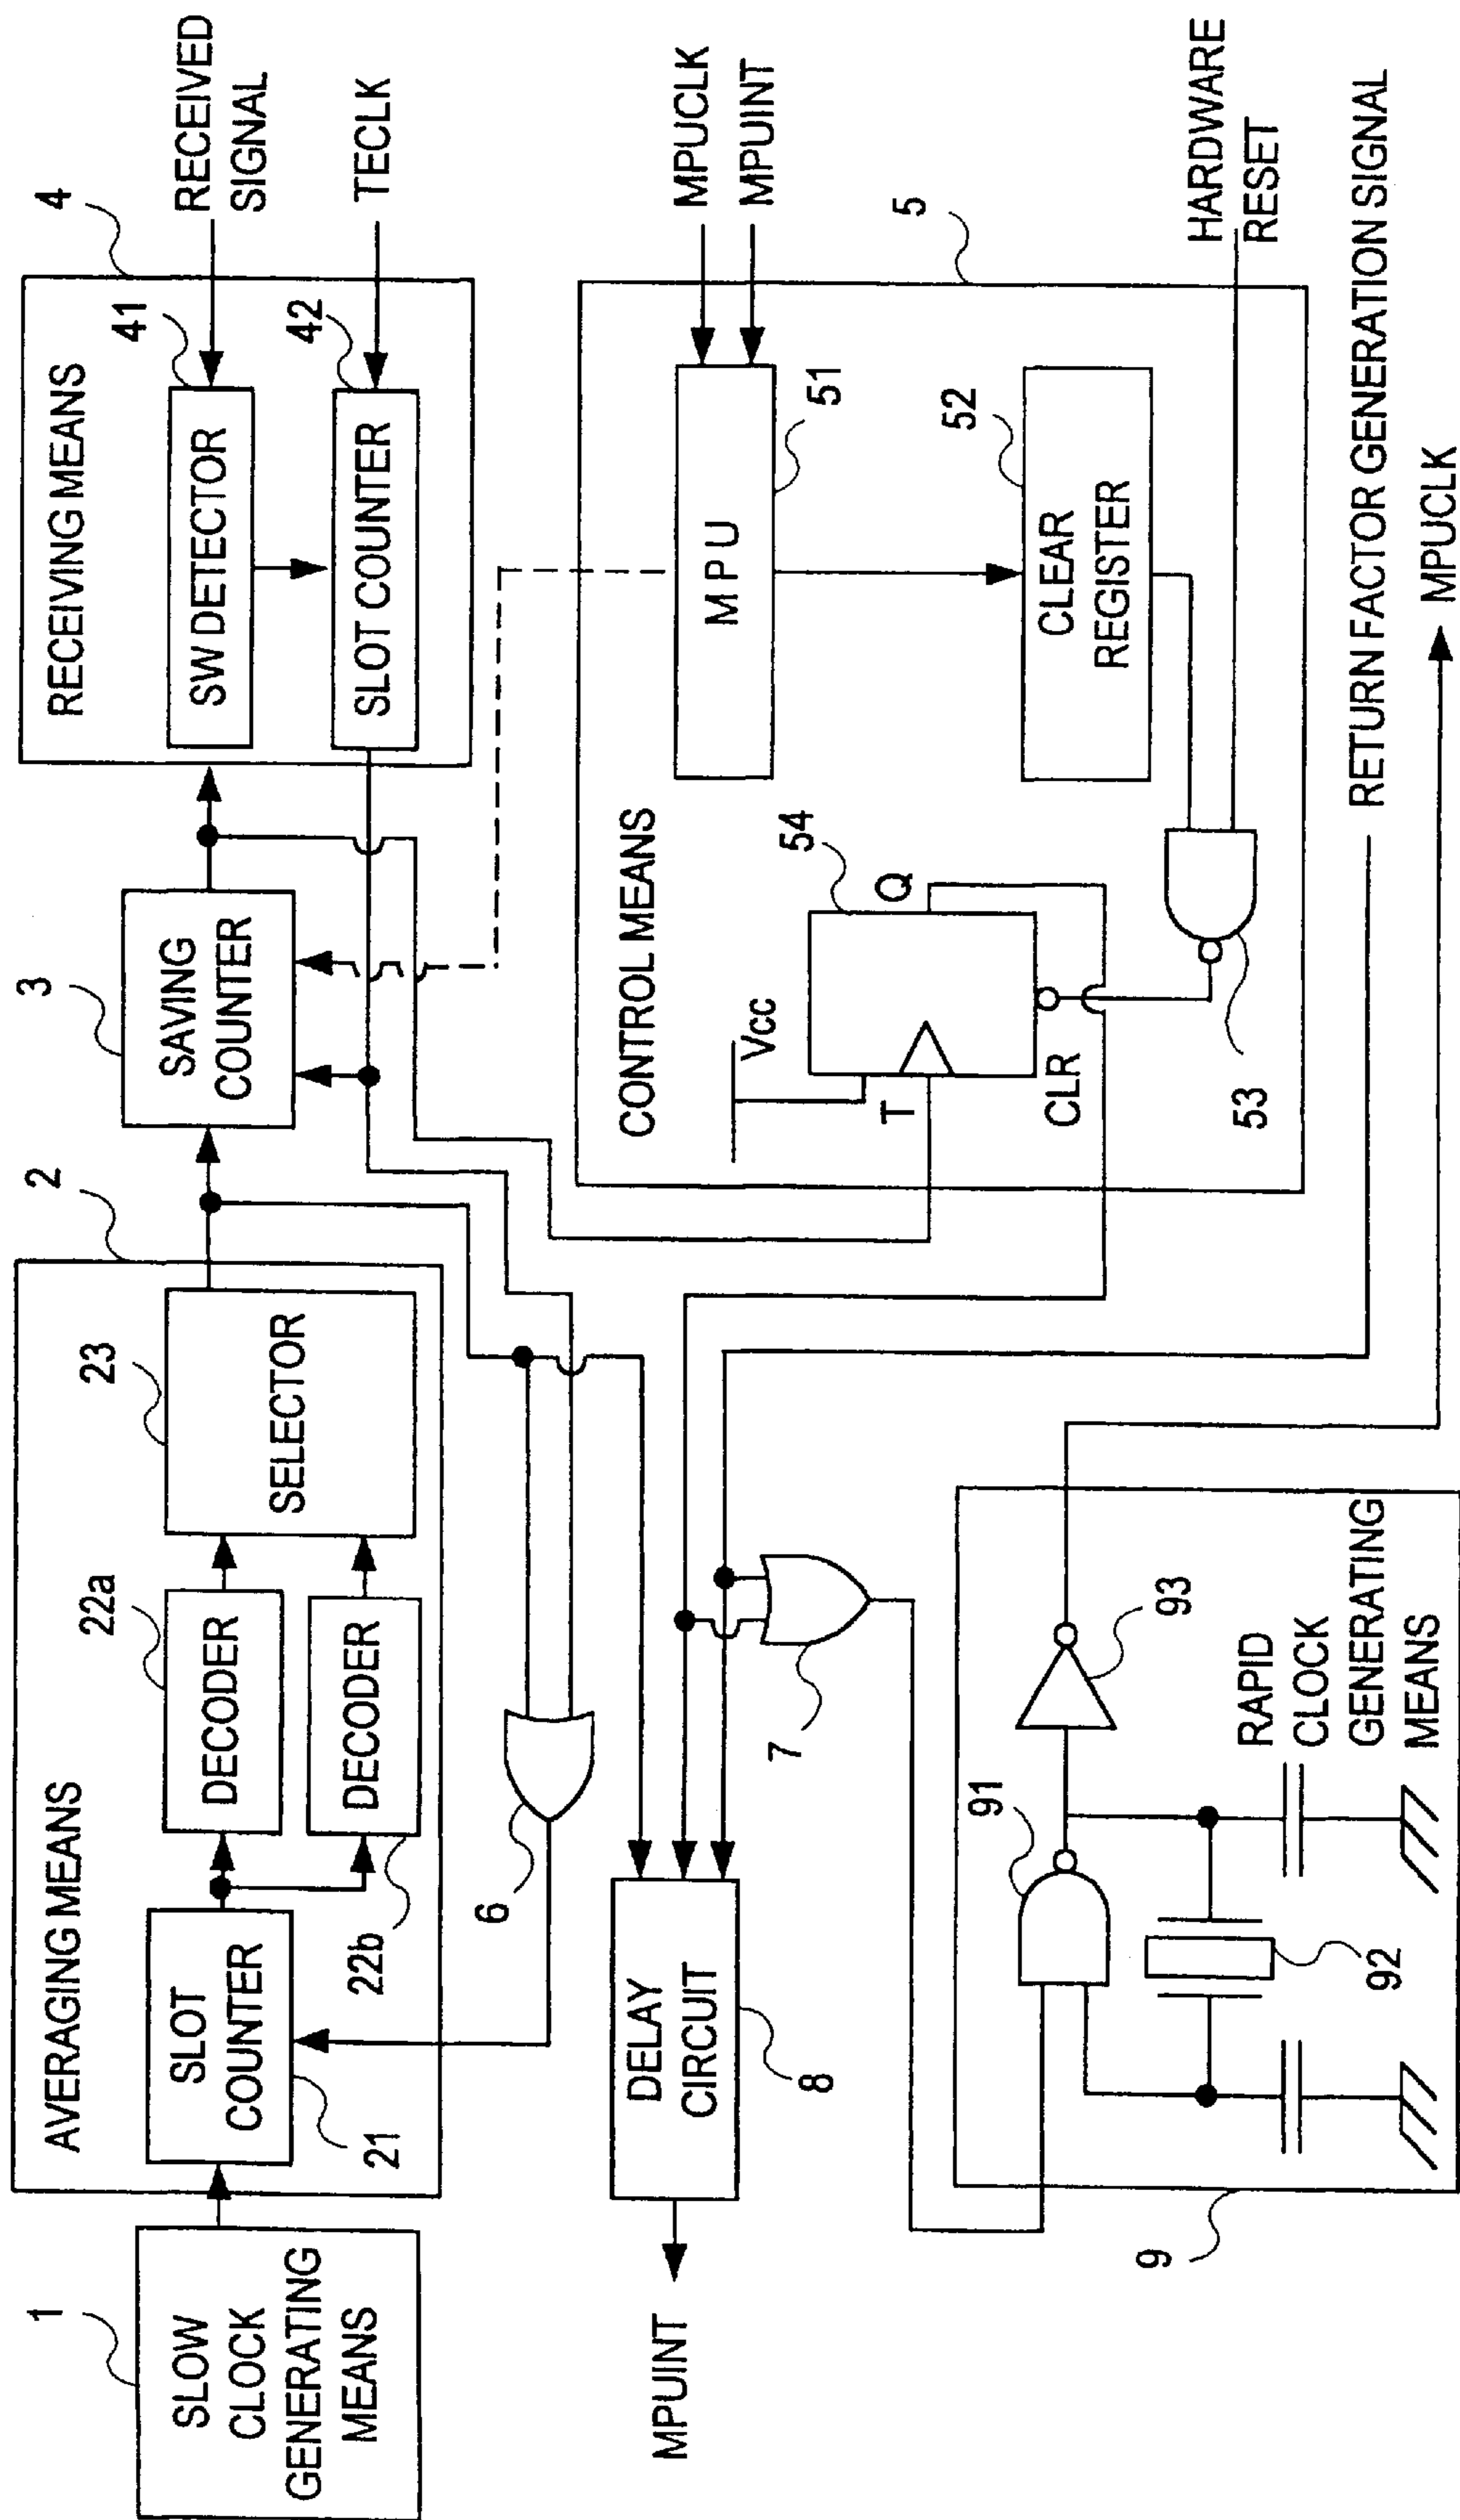 1
SLOW
CLOCK
GENERATING
MEANS
2
AVERAGING MEANS
SLOT
COUNTER
21
22a
DECODER
DECODER
22b
23
SELECTOR
3
SAVING
COUNTER
4
RECEIVING MEANS
41
SW DETECTOR
42
SLOT COUNTER
RECEIVED
SIGNAL
TECLK
6
MPUINT
DELAY
CIRCUIT
8
7
5
CONTROL MEANS
MPU
51
MPUCLK
MPUINT
Vcc
54
T
Q
CLR
CLEAR
REGISTER
52
53
HARDWARE
RESET
RETURN FACTOR GENERATION SIGNAL
MPUCLK
9
91
92
93
RAPID
CLOCK
GENERATING
MEANS